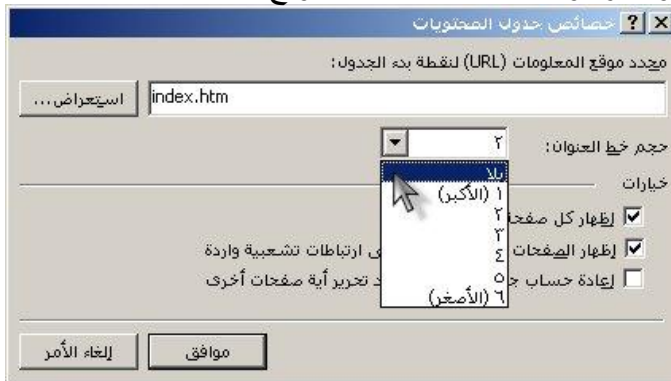 خصائص جدول المحتويات
محدد موقع المعلومات (URL) لنقطة بدء الجدول:
index.htm
استعراض...
حجم خط العنوان:
٢
بلا
١ (الأكبر)
٢
٣
٤
٥
٦ (الأصغر)
خيارات
إظهار كل صفحة
إظهار الصفحات ارتباطات تشعبية واردة
إعادة حساب تحرير أية صفحات أخرى
موافق
إلغاء الأمر